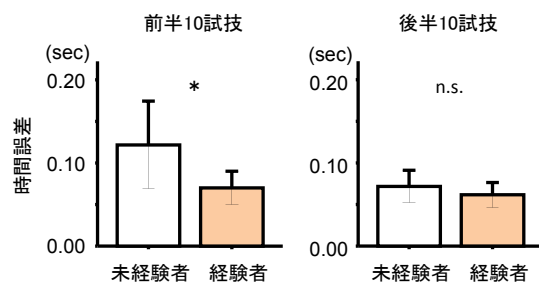 前半10試技
(sec)
0.20
0.10
0.00
時間誤差
*
未経験者
経験者
後半10試技
(sec)
0.20
0.10
0.00
n.s.
未経験者
経験者